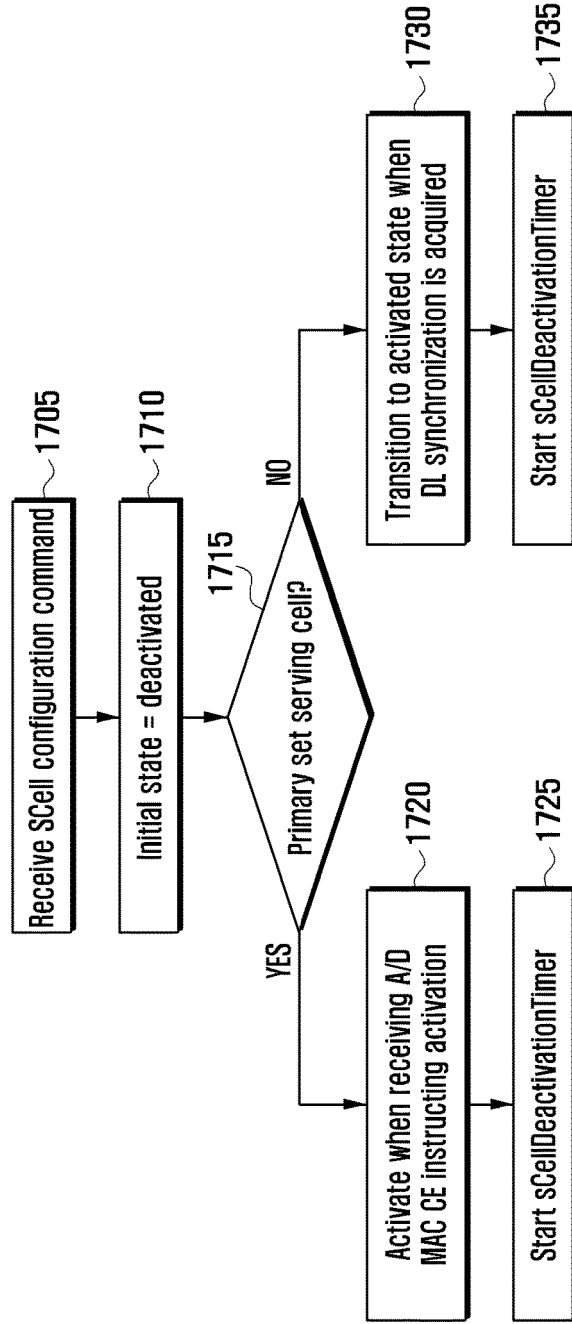 Receive SCell configuration command
1705
Initial state = deactivated
1710
Primary set serving cell?
1715
YES
NO
Activate when receiving A/D
MAC CE instructing activation
1720
Start sCellDeactivationTimer
1725
Transition to activated state when
DL synchronization is acquired
1730
Start sCellDeactivationTimer
1735